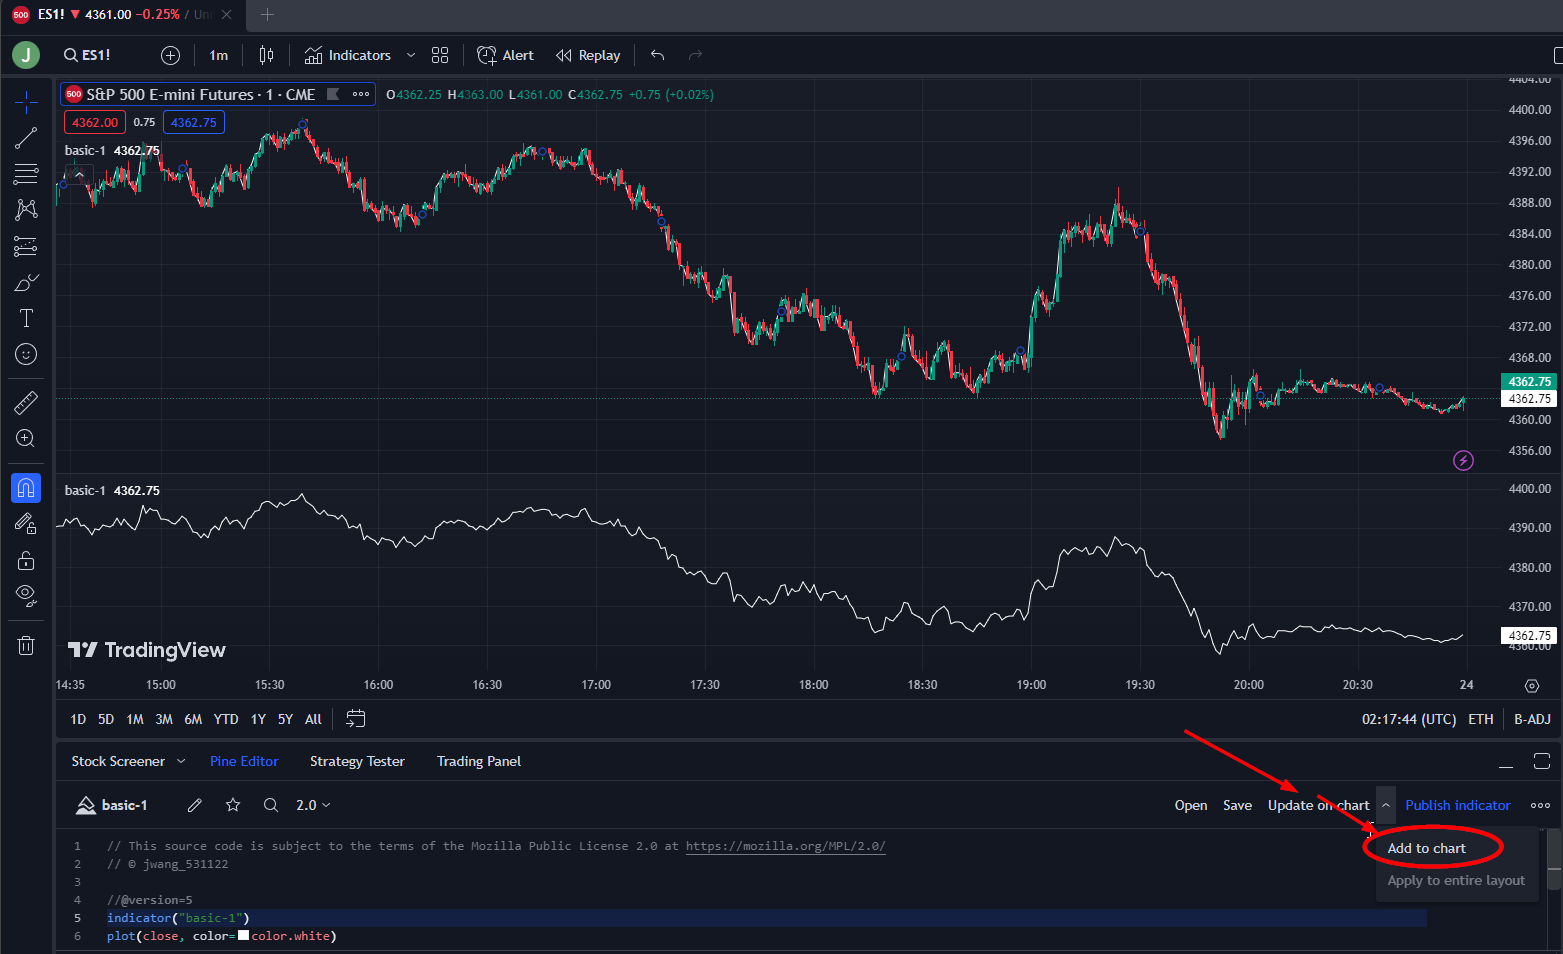 500 ES1! ▼ 4361.00 −0.25% / Un
J ES1! 1m Indicators Alert Replay
500 S&P 500 E-mini Futures · 1 · CME O4362.25 H4363.00 L4361.00 C4362.75 +0.75 (+0.02%)
4362.00 0.75 4362.75
basic-1 4362.75
4404.00
4400.00
4396.00
4392.00
4388.00
4384.00
4380.00
4376.00
4372.00
4368.00
4362.75
4362.75
4360.00
4356.00
basic-1 4362.75
4400.00
4390.00
4380.00
4370.00
4362.75
4360.00
TradingView
14:35 15:00 15:30 16:00 16:30 17:00 17:30 18:00 18:30 19:00 19:30 20:00 20:30 24
1D 5D 1M 3M 6M YTD 1Y 5Y All 02:17:44 (UTC) ETH B-ADJ
Stock Screener Pine Editor Strategy Tester Trading Panel
basic-1 2.0 Open Save Update on chart Publish indicator
Add to chart
Apply to entire layout
1 // This source code is subject to the terms of the Mozilla Public License 2.0 at https://mozilla.org/MPL/2.0/
2 // © jwang_531122
3
4 //@version=5
5 indicator("basic-1")
6 plot(close, color=color.white)